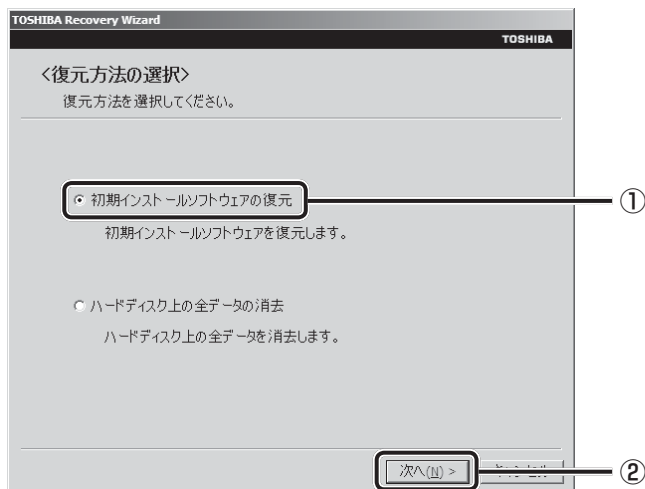 TOSHIBA Recovery Wizard
TOSHIBA
<復元方法の選択>
復元方法を選択してください。
初期インストールソフトウェアの復元
①
初期インストールソフトウェアを復元します。
ハードディスク上の全データの消去
ハードディスク上の全データを消去します。
次へ(N) >
②